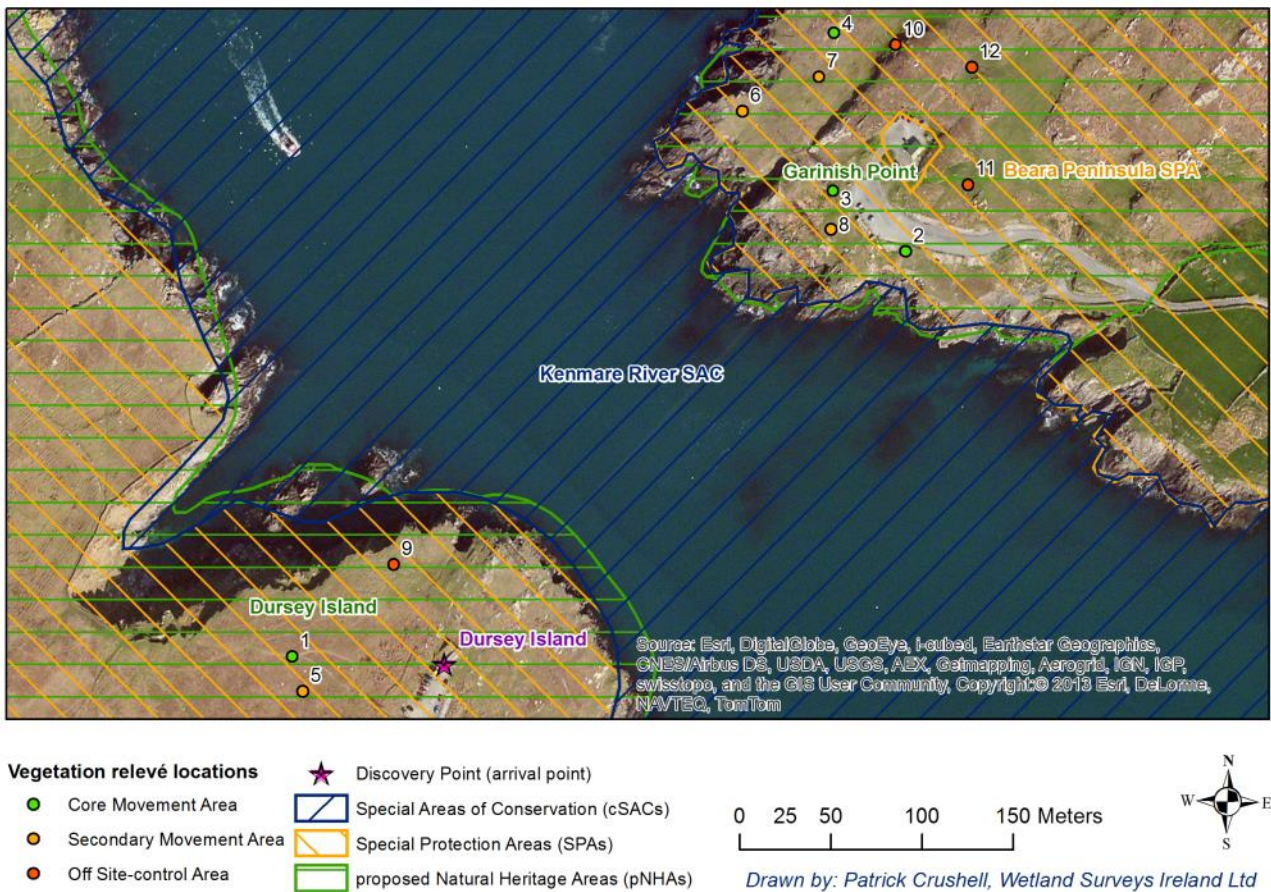 4
10
12
7
6
Garinish Point
11
Beara Peninsula SPA
3
8
2
Kenmare River SAC
9
Dursey Island
Dursey Island
1
5
Source: Esri, DigitalGlobe, GeoEye, i-cubed, Earthstar Geographics,
CNES/Airbus DS, USDA, USGS, AEX, Getmapping, Aerogrid, IGN, IGP,
swisstopo, and the GIS User Community, Copyright:© 2013 Esri, DeLorme,
NAVTEQ, TomTom
Vegetation relevé locations
Core Movement Area
Secondary Movement Area
Off Site-control Area
Discovery Point (arrival point)
Special Areas of Conservation (cSACs)
Special Protection Areas (SPAs)
proposed Natural Heritage Areas (pNHAs)
0 25 50 100 150 Meters
N
W E
S
Drawn by: Patrick Crushell, Wetland Surveys Ireland Ltd